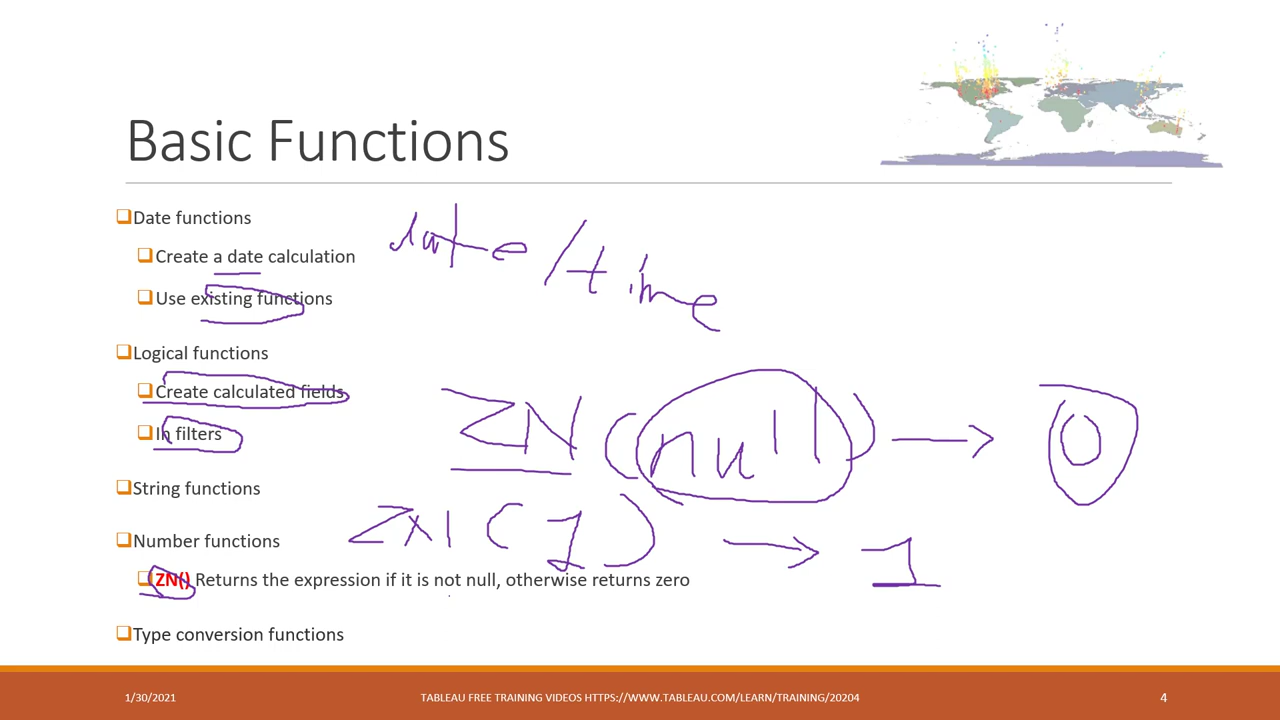 Basic Functions
Date functions
Create a date calculation
date/time
Use existing functions
Logical functions
Create calculated fields
ZN(null) → 0
In filters
String functions
Number functions
ZN(1) → 1
ZN() Returns the expression if it is not null, otherwise returns zero
Type conversion functions
1/30/2021
TABLEAU FREE TRAINING VIDEOS HTTPS://WWW.TABLEAU.COM/LEARN/TRAINING/20204
4